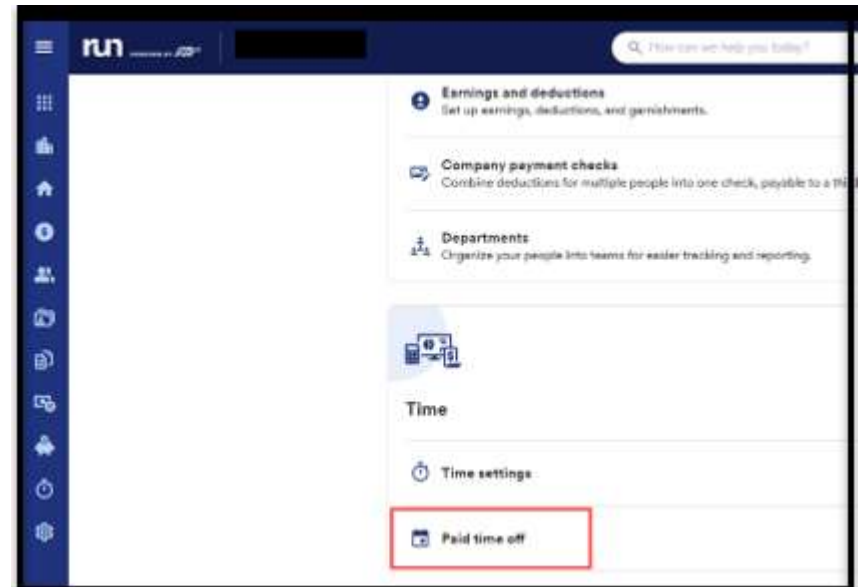 run
How can we help you today?
Earnings and deductions
Set up earnings, deductions, and garnishments.
Company payment checks
Combine deductions for multiple people into one check, payable to a
Departments
Organize your people into teams for easier tracking and reporting.
Time
Time settings
Paid time off